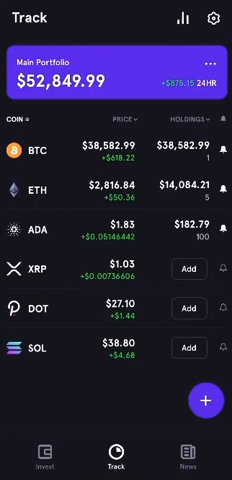 Track
Main Portfolio
$52,849.99
+$875.15 24HR
COIN PRICE HOLDINGS
BTC $38,582.99 $38,582.99
+$618.22 1
ETH $2,816.84 $14,084.21
+$50.36 5
ADA $1.83 $182.79
+$0.05146442 100
XRP $1.03 Add
+$0.00736606
DOT $27.10 Add
+$1.44
SOL $38.80 Add
+$4.68
Invest Track News